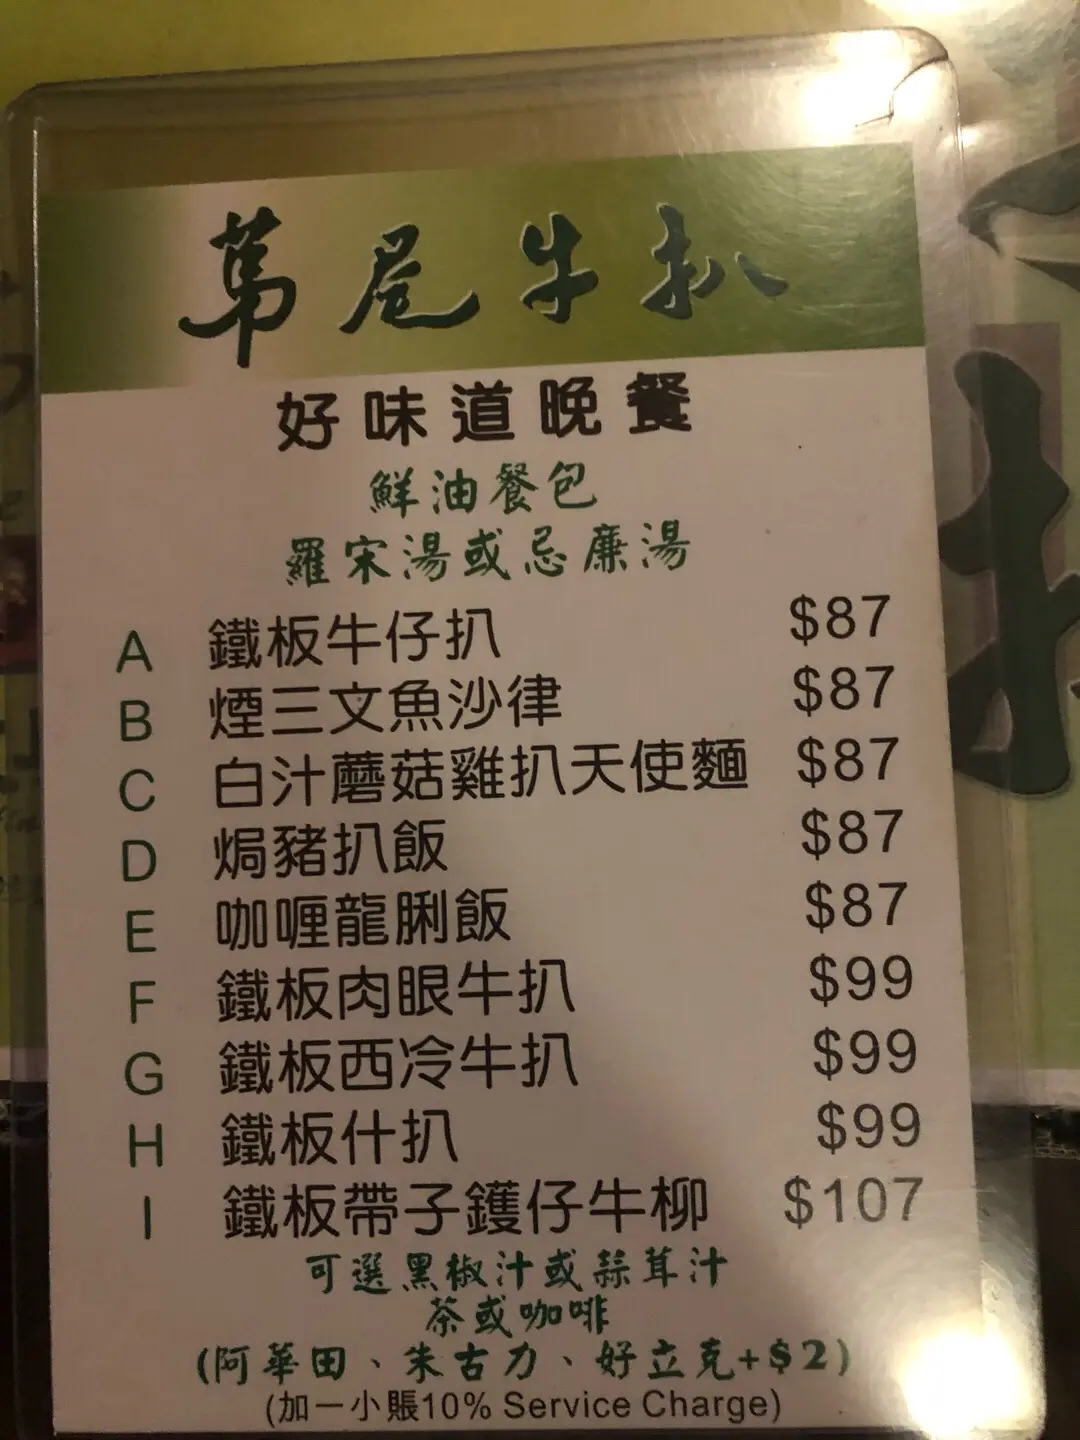 第尾牛扒
好味道晚餐
鮮油餐包
羅宋湯或忌廉湯
A 鐵板牛仔扒 $87
B 煙三文魚沙律 $87
C 白汁蘑菇雞扒天使麵 $87
D 焗豬扒飯 $87
E 咖喱龍脷飯 $87
F 鐵板肉眼牛扒 $99
G 鐵板西冷牛扒 $99
H 鐵板什扒 $99
I 鐵板帶子鑊仔牛柳 $107
可選黑椒汁或蒜茸汁
茶或咖啡
(阿華田、朱古力、好立克+$2)
(加一小賬10% Service Charge)